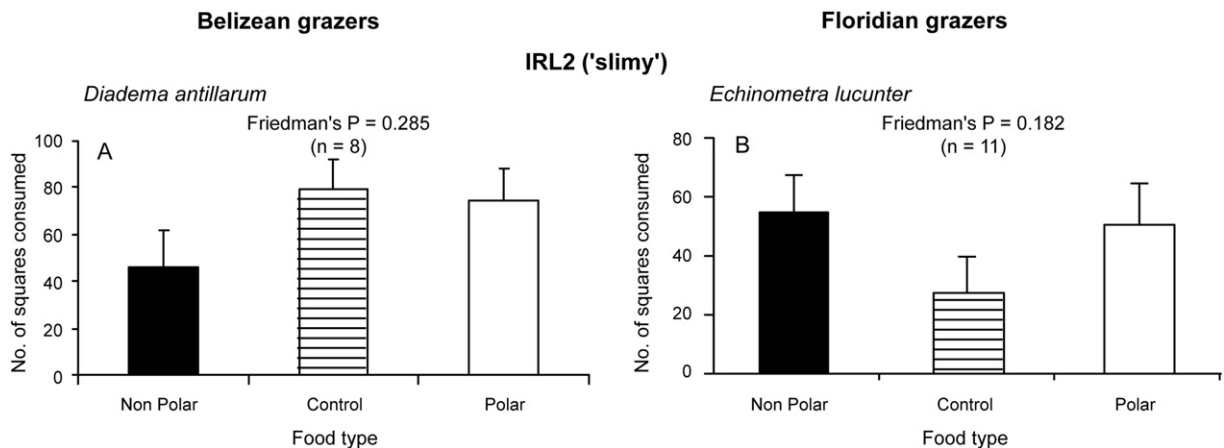 Belizean grazers
Floridian grazers
IRL2 ('slimy')
Diadema antillarum
Friedman's P = 0.285
(n = 8)
A
100
80
60
40
20
0
No. of squares consumed
Non Polar
Control
Polar
Food type
Echinometra lucunter
Friedman's P = 0.182
(n = 11)
B
80
60
40
20
0
No. of squares consumed
Non Polar
Control
Polar
Food type